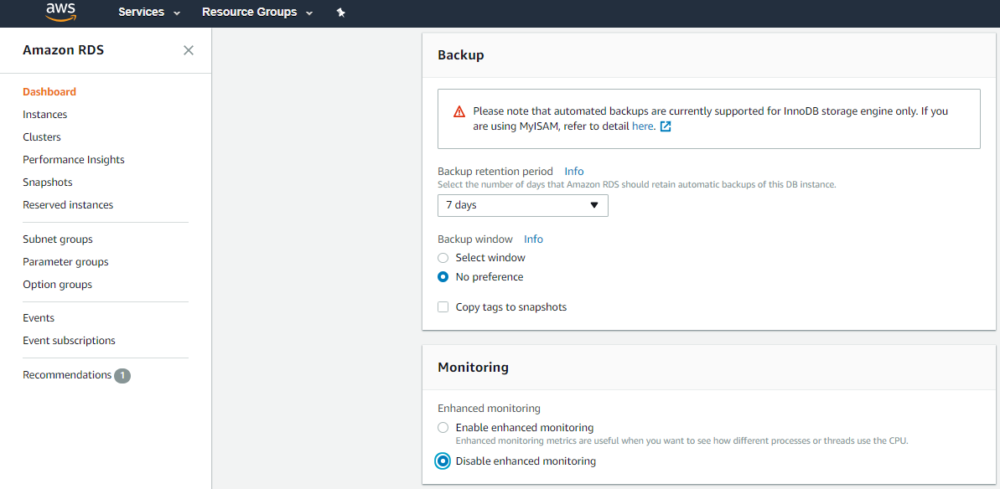 aws
Services
Resource Groups
Amazon RDS
Dashboard
Instances
Clusters
Performance Insights
Snapshots
Reserved instances
Subnet groups
Parameter groups
Option groups
Events
Event subscriptions
Recommendations 1
Backup
Please note that automated backups are currently supported for InnoDB storage engine only. If you
are using MyISAM, refer to detail here.
Backup retention period Info
Select the number of days that Amazon RDS should retain automatic backups of this DB instance.
7 days
Backup window Info
Select window
No preference
Copy tags to snapshots
Monitoring
Enhanced monitoring
Enable enhanced monitoring
Enhanced monitoring metrics are useful when you want to see how different processes or threads use the CPU.
Disable enhanced monitoring